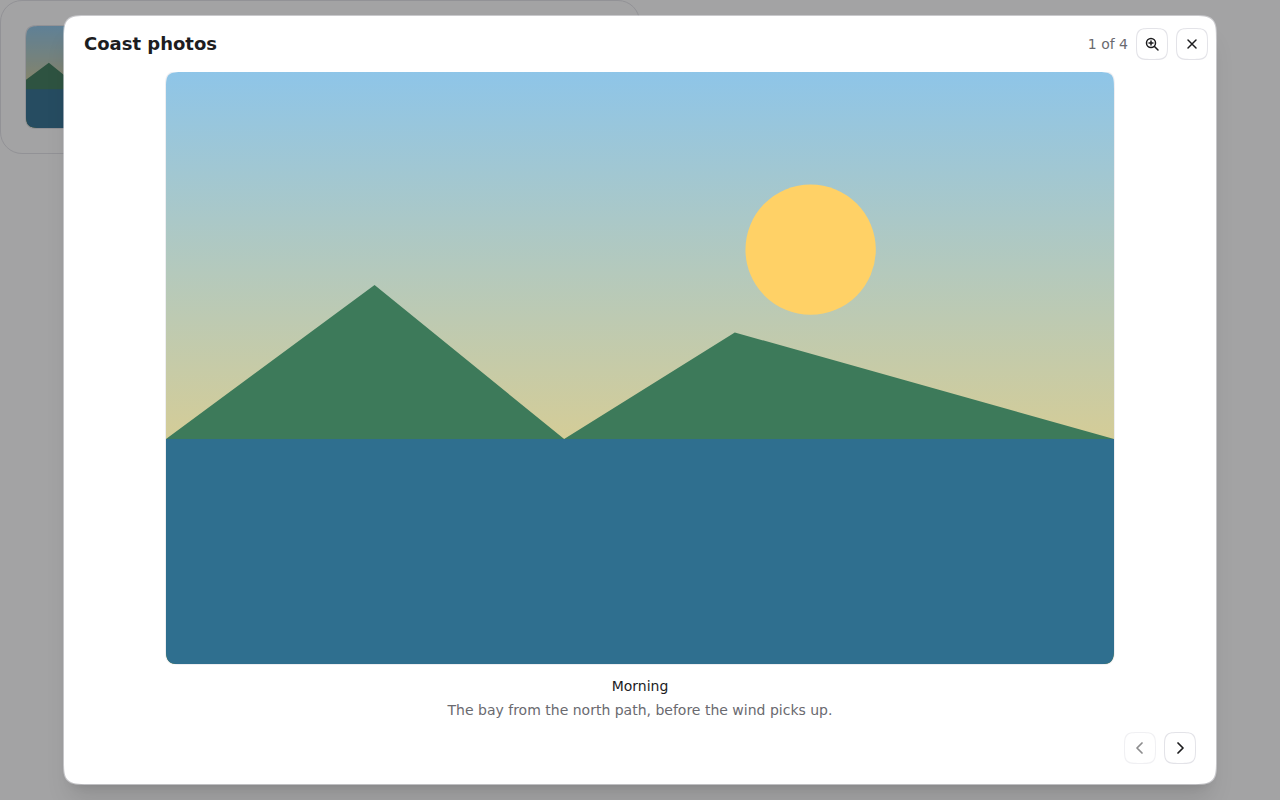 Coast photos
1 of 4
Morning
The bay from the north path, before the wind picks up.